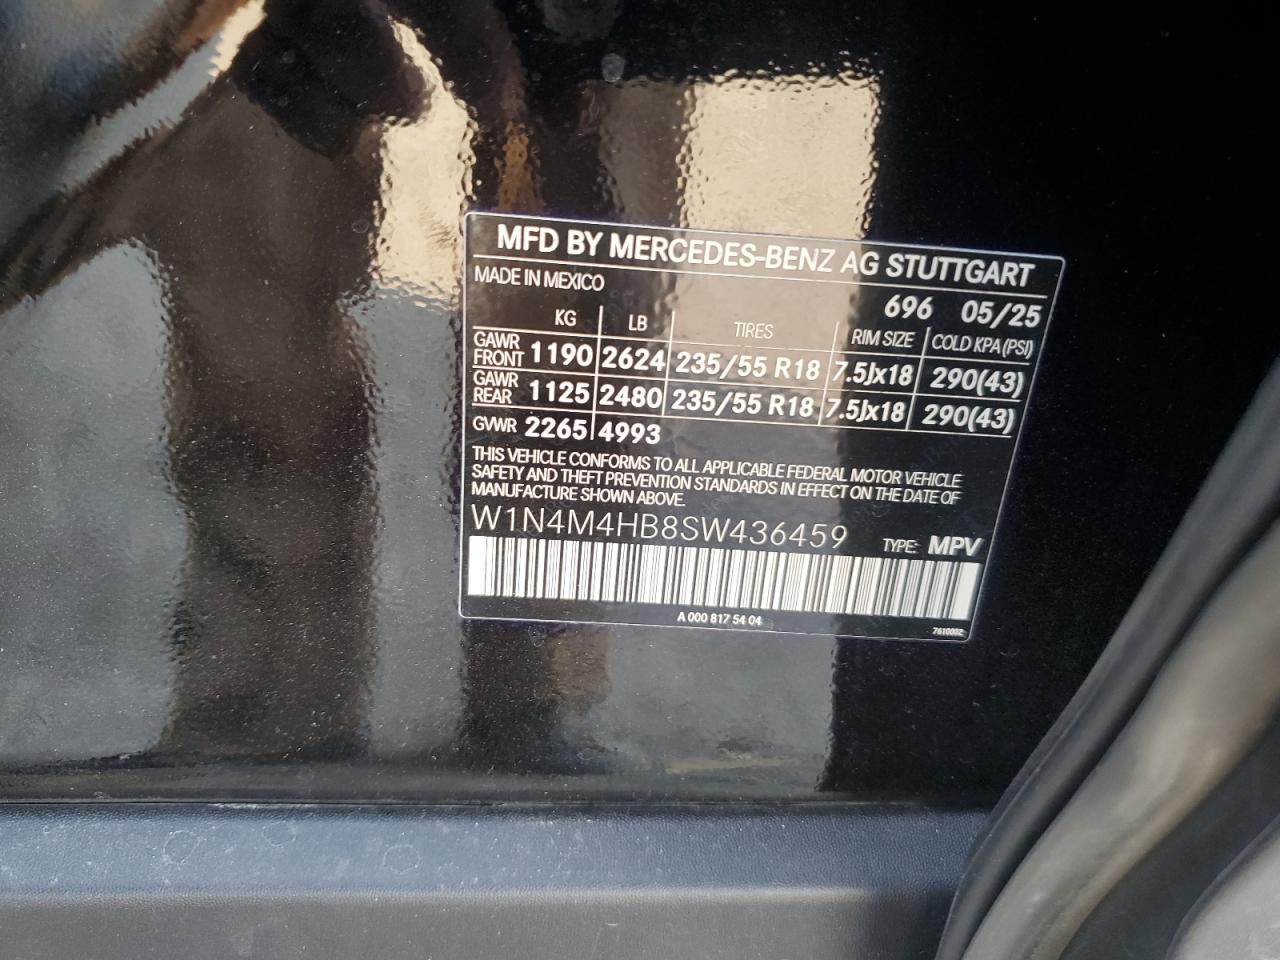 MFD BY MERCEDES-BENZ AG STUTTGART
MADE IN MEXICO
696 05/25
KG LB TIRES RIM SIZE COLD KPA (PSI)
GAWR FRONT 1190 2624 235/55 R18 7.5Jx18 290(43)
GAWR REAR 1125 2480 235/55 R18 7.5Jx18 290(43)
GVWR 2265 4993
THIS VEHICLE CONFORMS TO ALL APPLICABLE FEDERAL MOTOR VEHICLE
SAFETY AND THEFT PREVENTION STANDARDS IN EFFECT ON THE DATE OF
MANUFACTURE SHOWN ABOVE.
W1N4M4HB8SW436459 TYPE: MPV
A 000 817 54 04
7610002